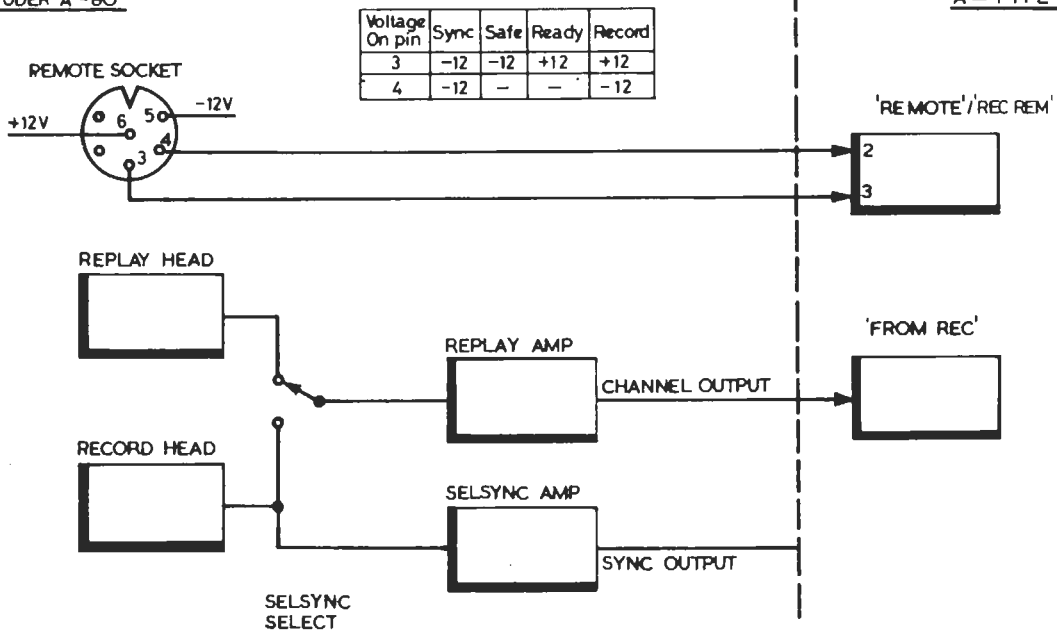 A-80
Voltage On pin Sync Safe Ready Record
3 -12 -12 +12 +12
4 -12 — — -12
REMOTE SOCKET
+12V
-12V
6
5
4
3
'REMOTE'/'REC REM'
2
3
REPLAY HEAD
'FROM REC'
REPLAY AMP
CHANNEL OUTPUT
RECORD HEAD
SELSYNC AMP
SYNC OUTPUT
SELSYNC
SELECT